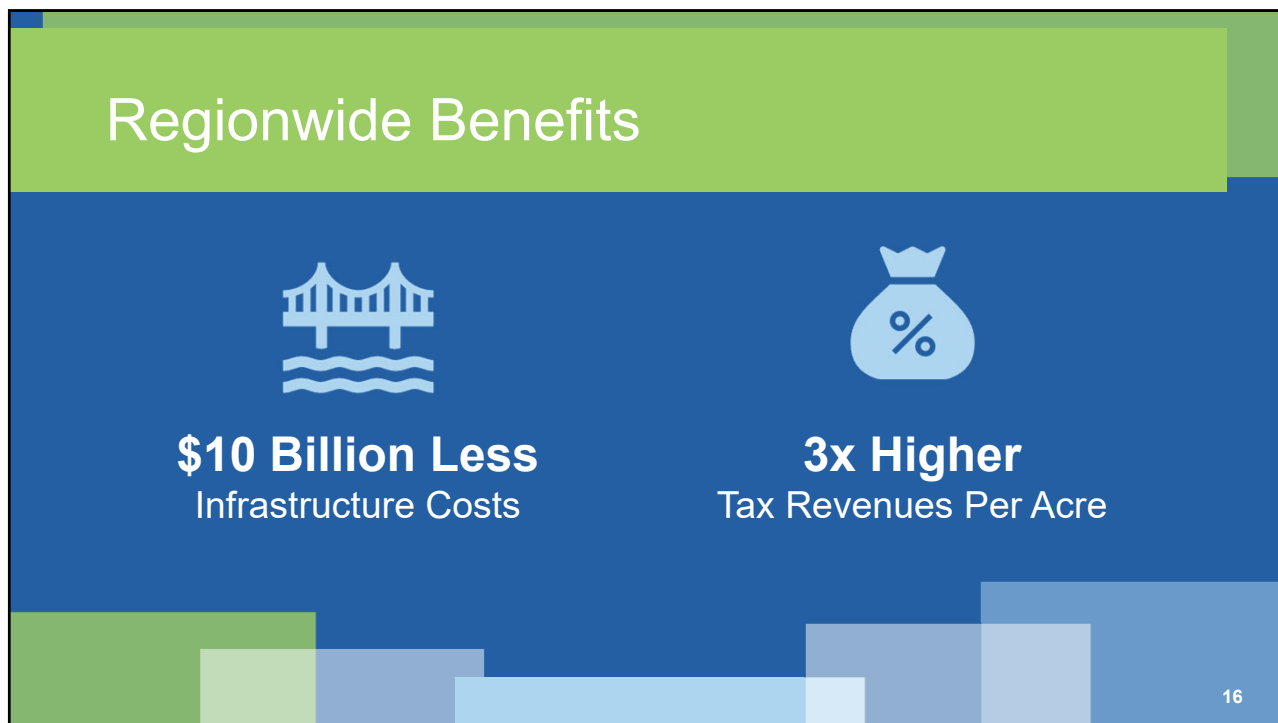 Regionwide Benefits
%
$10 Billion Less
Infrastructure Costs
3x Higher
Tax Revenues Per Acre
16